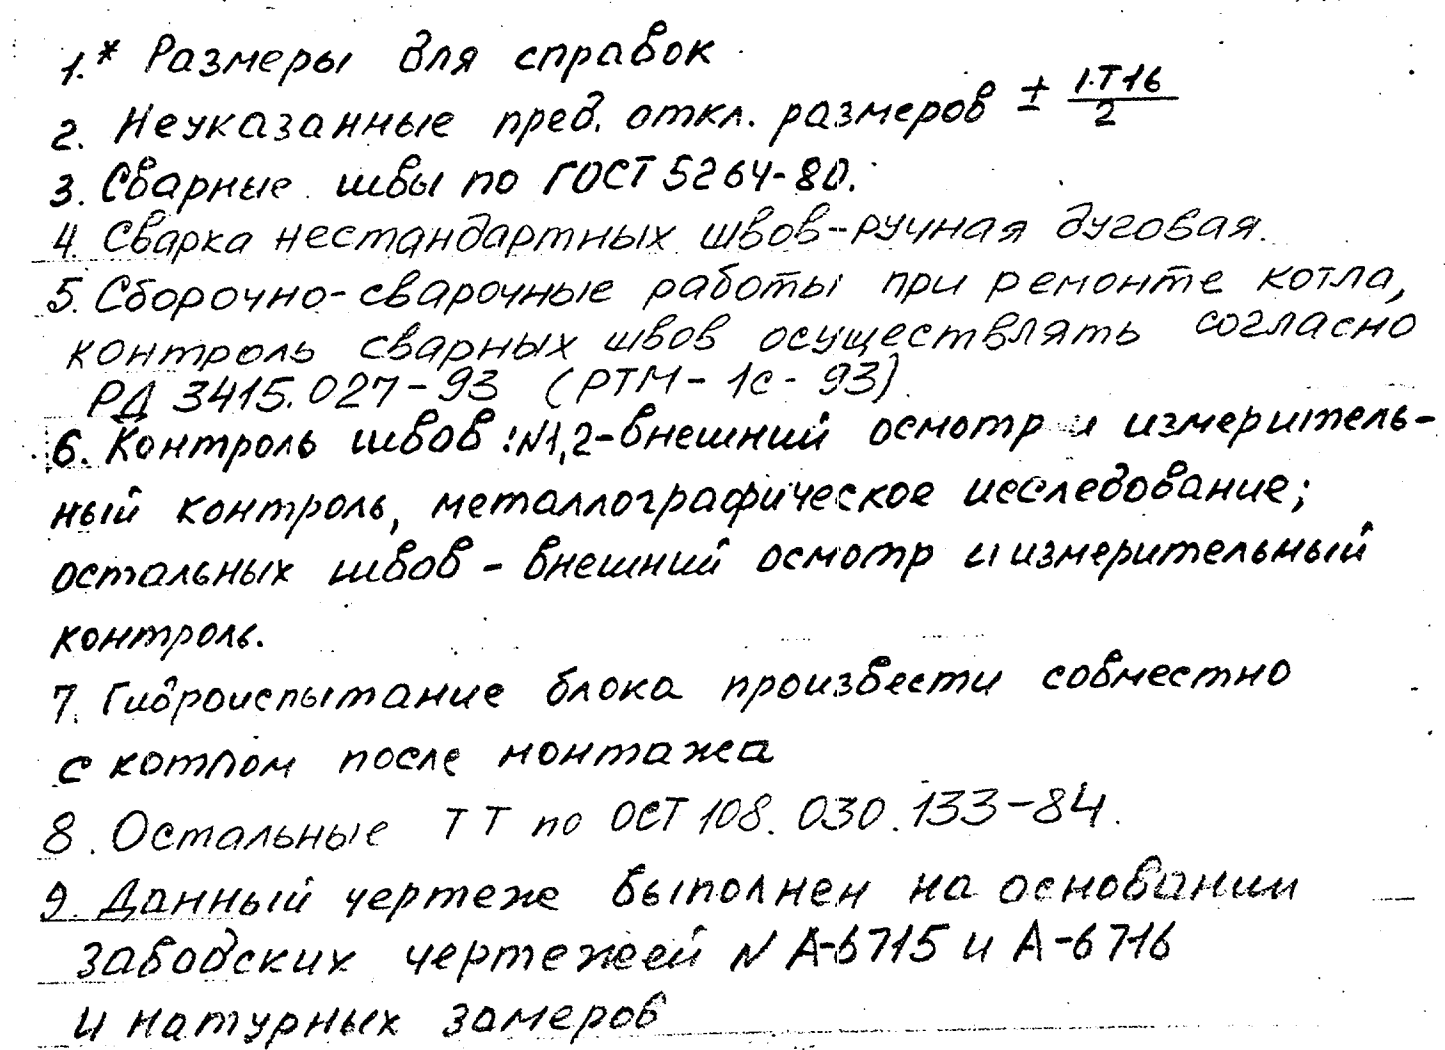 1.* Размеры для справок
2. Неуказанные пред. откл. размеров ± IT16/2
3. Сварные швы по ГОСТ 5264-80.
4. Сварка нестандартных швов-ручная дуговая.
5. Сборочно-сварочные работы при ремонте котла,
контроль сварных швов осуществлять согласно
РД 3415.027-93 (РТМ-1с-93).
6. Контроль швов: N1,2-внешний осмотр и измеритель-
ный контроль, металлографическое исследование;
остальных швов - внешний осмотр и измерительный
контроль.
7. Гидроиспытание блока произвести совместно
с котлом после монтажа
8. Остальные ТТ по ОСТ 108.030.133-84.
9. Данный чертеж выполнен на основании
заводских чертежей N А-6715 и А-6716
и натурных замеров